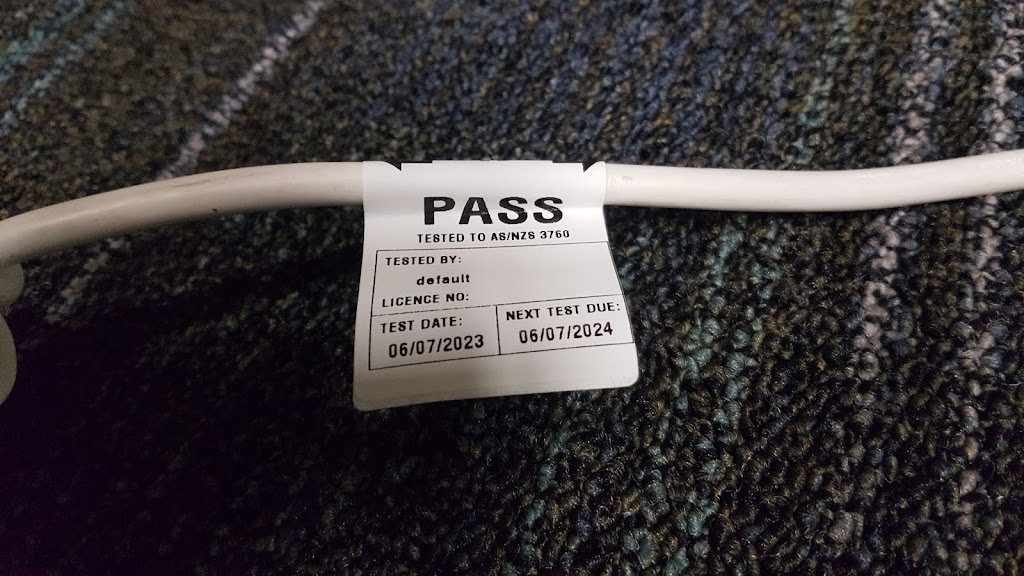 PASS
TESTED TO AS/NZS 3760
TESTED BY:
default
LICENCE NO:
TEST DATE:
06/07/2023
NEXT TEST DUE:
06/07/2024